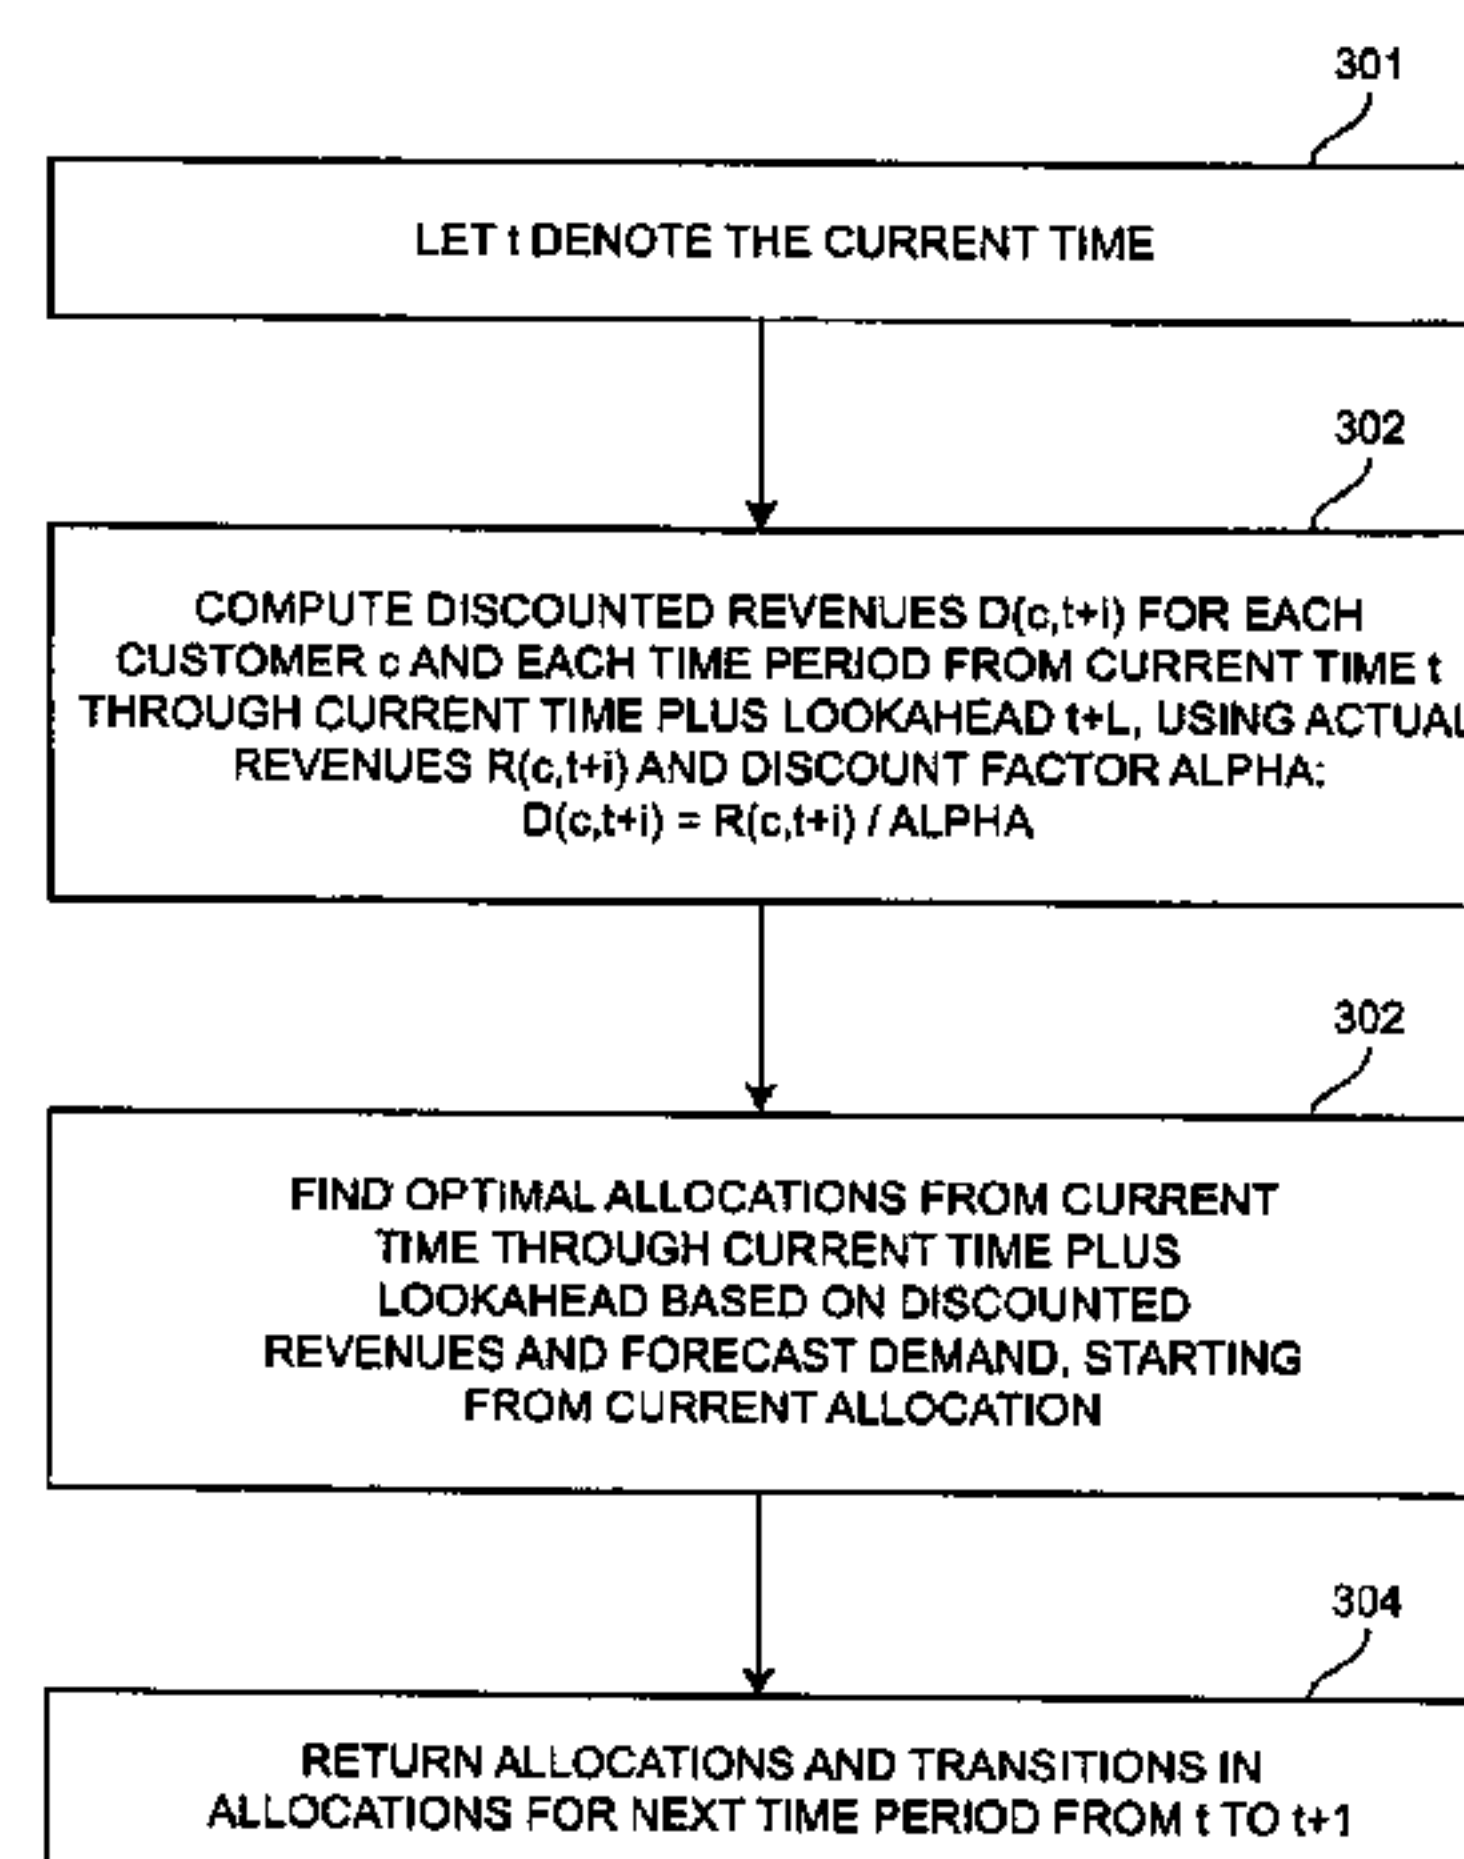 301
LET t DENOTE THE CURRENT TIME
302
COMPUTE DISCOUNTED REVENUES D(c,t+i) FOR EACH
CUSTOMER c AND EACH TIME PERIOD FROM CURRENT TIME t
THROUGH CURRENT TIME PLUS LOOKAHEAD t+L, USING ACTUAL
REVENUES R(c,t+i) AND DISCOUNT FACTOR ALPHA:
D(c,t+i) = R(c,t+i) / ALPHA
302
FIND OPTIMAL ALLOCATIONS FROM CURRENT
TIME THROUGH CURRENT TIME PLUS
LOOKAHEAD BASED ON DISCOUNTED
REVENUES AND FORECAST DEMAND, STARTING
FROM CURRENT ALLOCATION
304
RETURN ALLOCATIONS AND TRANSITIONS IN
ALLOCATIONS FOR NEXT TIME PERIOD FROM t TO t+1